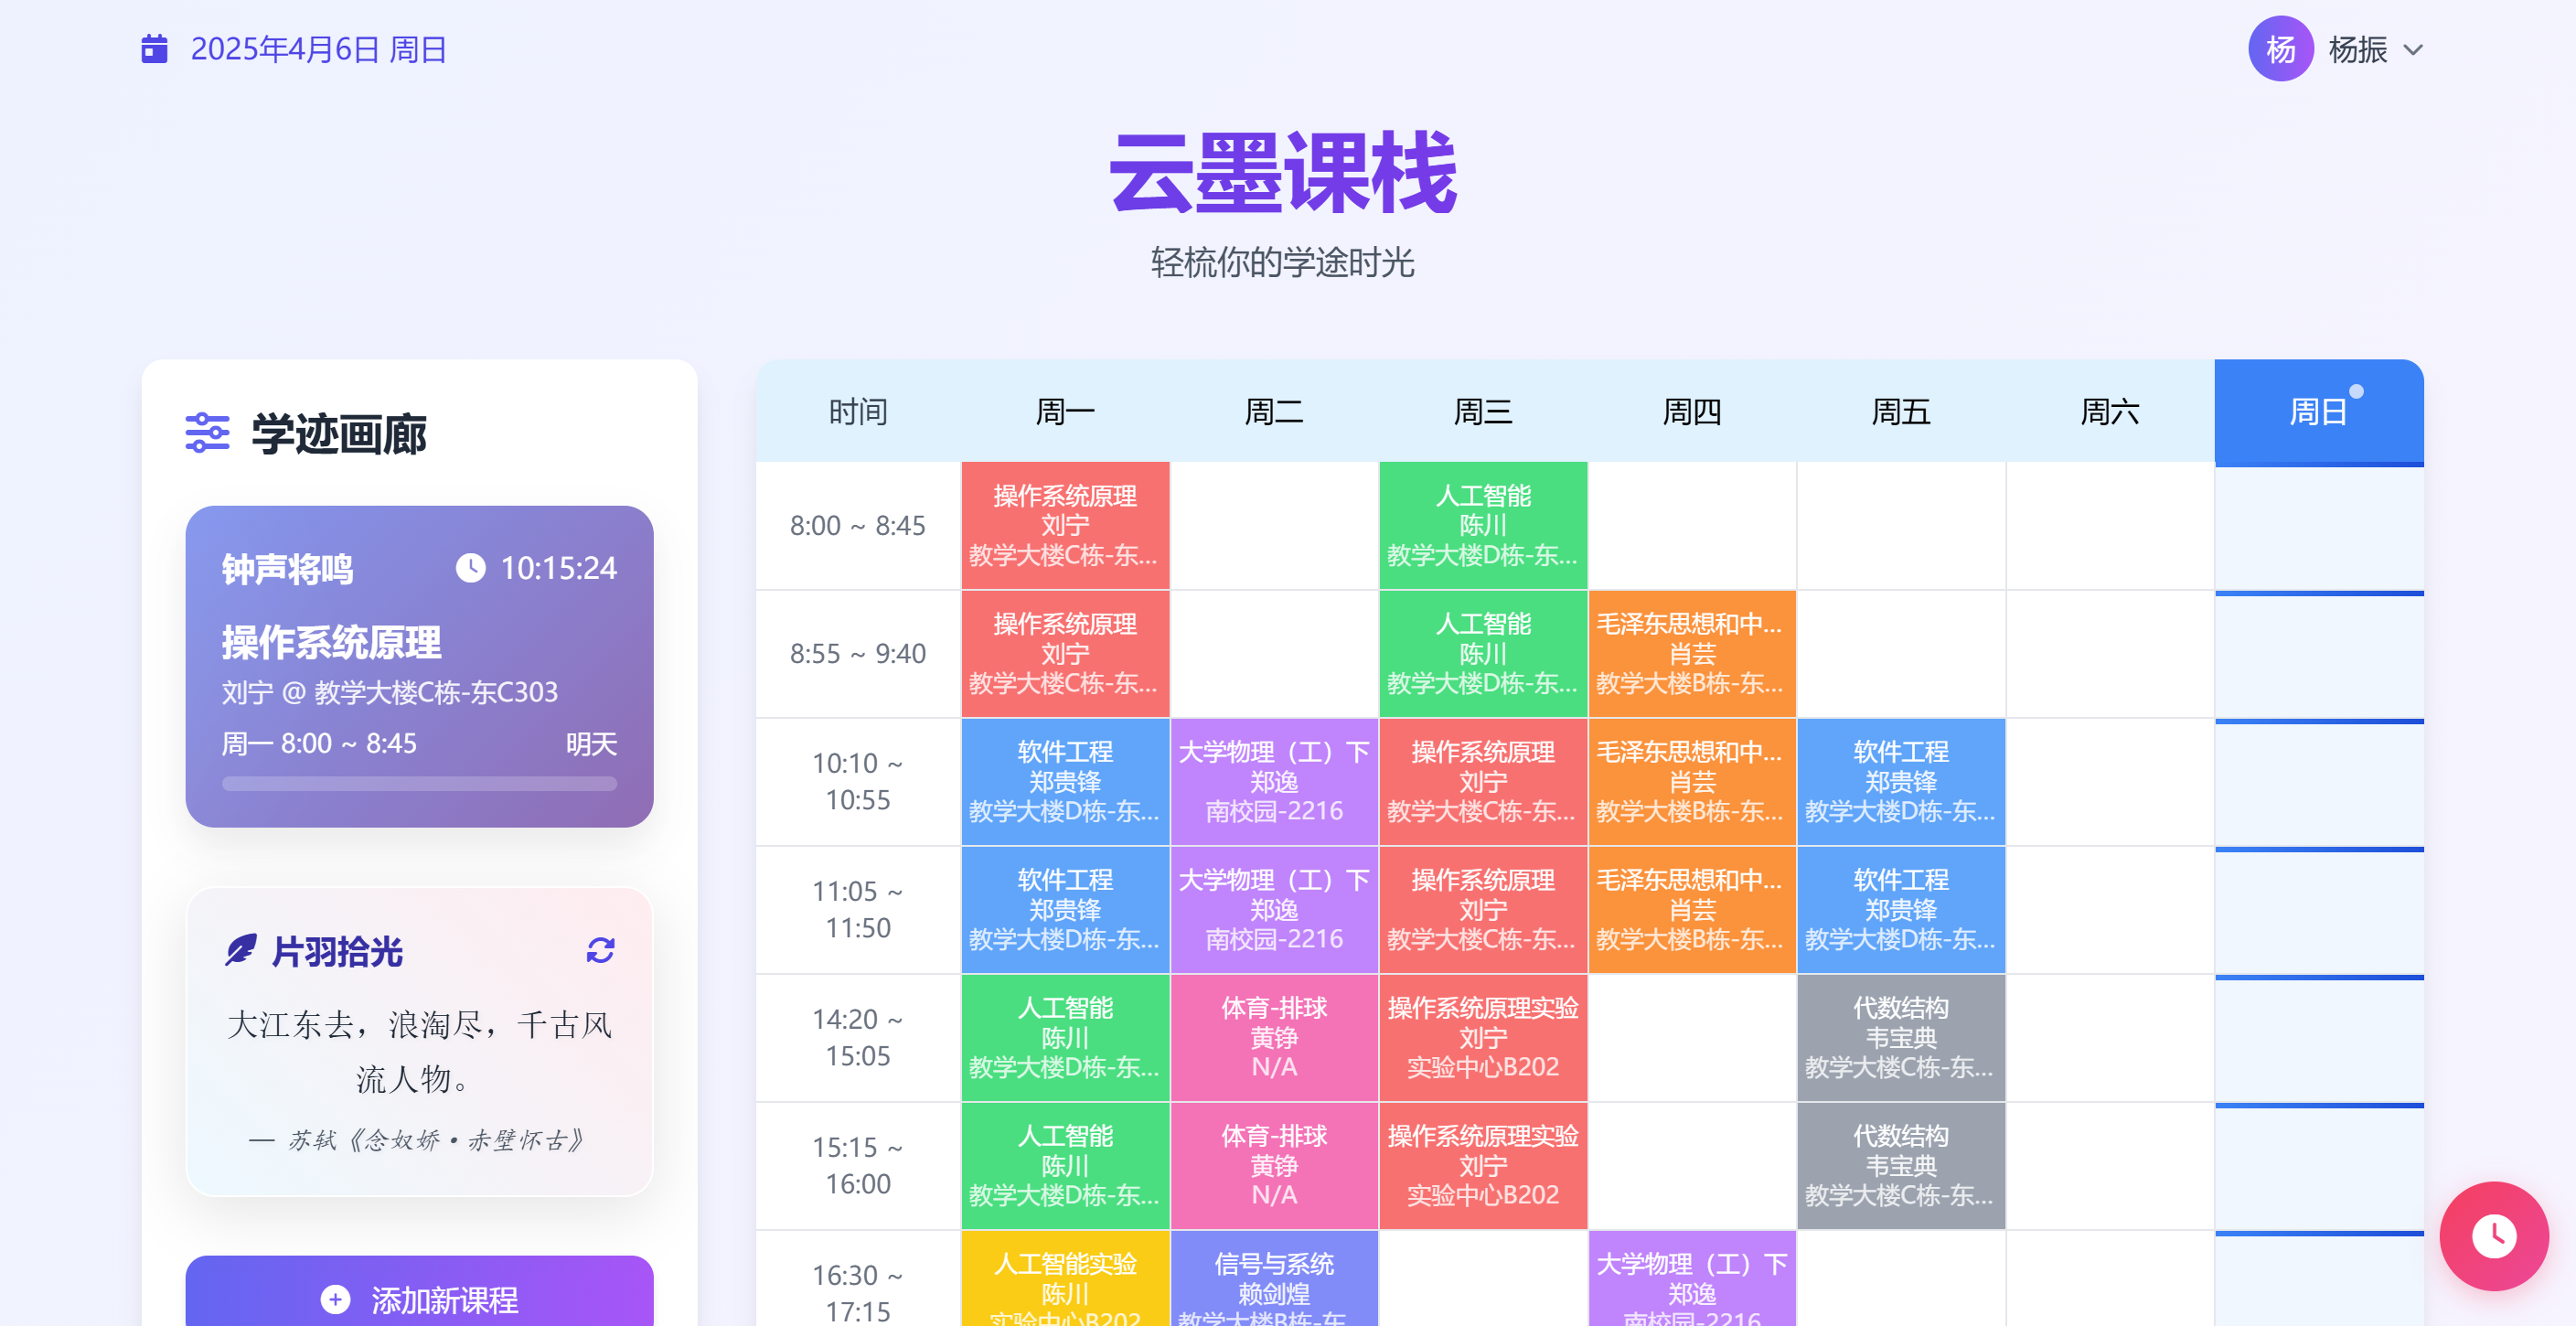 2025年4月6日 周日
杨 杨振
云墨课栈
轻梳你的学途时光
学迹画廊
钟声将鸣 10:15:24
操作系统原理
刘宁 @ 教学大楼C栋-东C303
周一 8:00 ~ 8:45 明天
片羽拾光
大江东去，浪淘尽，千古风
流人物。
— 苏轼《念奴娇·赤壁怀古》
添加新课程
时间 周一 周二 周三 周四 周五 周六 周日
8:00 ~ 8:45
操作系统原理
刘宁
教学大楼C栋-东...
人工智能
陈川
教学大楼D栋-东...
8:55 ~ 9:40
操作系统原理
刘宁
教学大楼C栋-东...
人工智能
陈川
教学大楼D栋-东...
毛泽东思想和中...
肖芸
教学大楼B栋-东...
10:10 ~
10:55
软件工程
郑贵锋
教学大楼D栋-东...
大学物理（工）下
郑逸
南校园-2216
操作系统原理
刘宁
教学大楼C栋-东...
毛泽东思想和中...
肖芸
教学大楼B栋-东...
软件工程
郑贵锋
教学大楼D栋-东...
11:05 ~
11:50
软件工程
郑贵锋
教学大楼D栋-东...
大学物理（工）下
郑逸
南校园-2216
操作系统原理
刘宁
教学大楼C栋-东...
毛泽东思想和中...
肖芸
教学大楼B栋-东...
软件工程
郑贵锋
教学大楼D栋-东...
14:20 ~
15:05
人工智能
陈川
教学大楼D栋-东...
体育-排球
黄铮
N/A
操作系统原理实验
刘宁
实验中心B202
代数结构
韦宝典
教学大楼C栋-东...
15:15 ~
16:00
人工智能
陈川
教学大楼D栋-东...
体育-排球
黄铮
N/A
操作系统原理实验
刘宁
实验中心B202
代数结构
韦宝典
教学大楼C栋-东...
16:30 ~
17:15
人工智能实验
陈川
实验中心B202
信号与系统
赖剑煌
教学大楼B栋-东...
大学物理（工）下
郑逸
南校园-2216